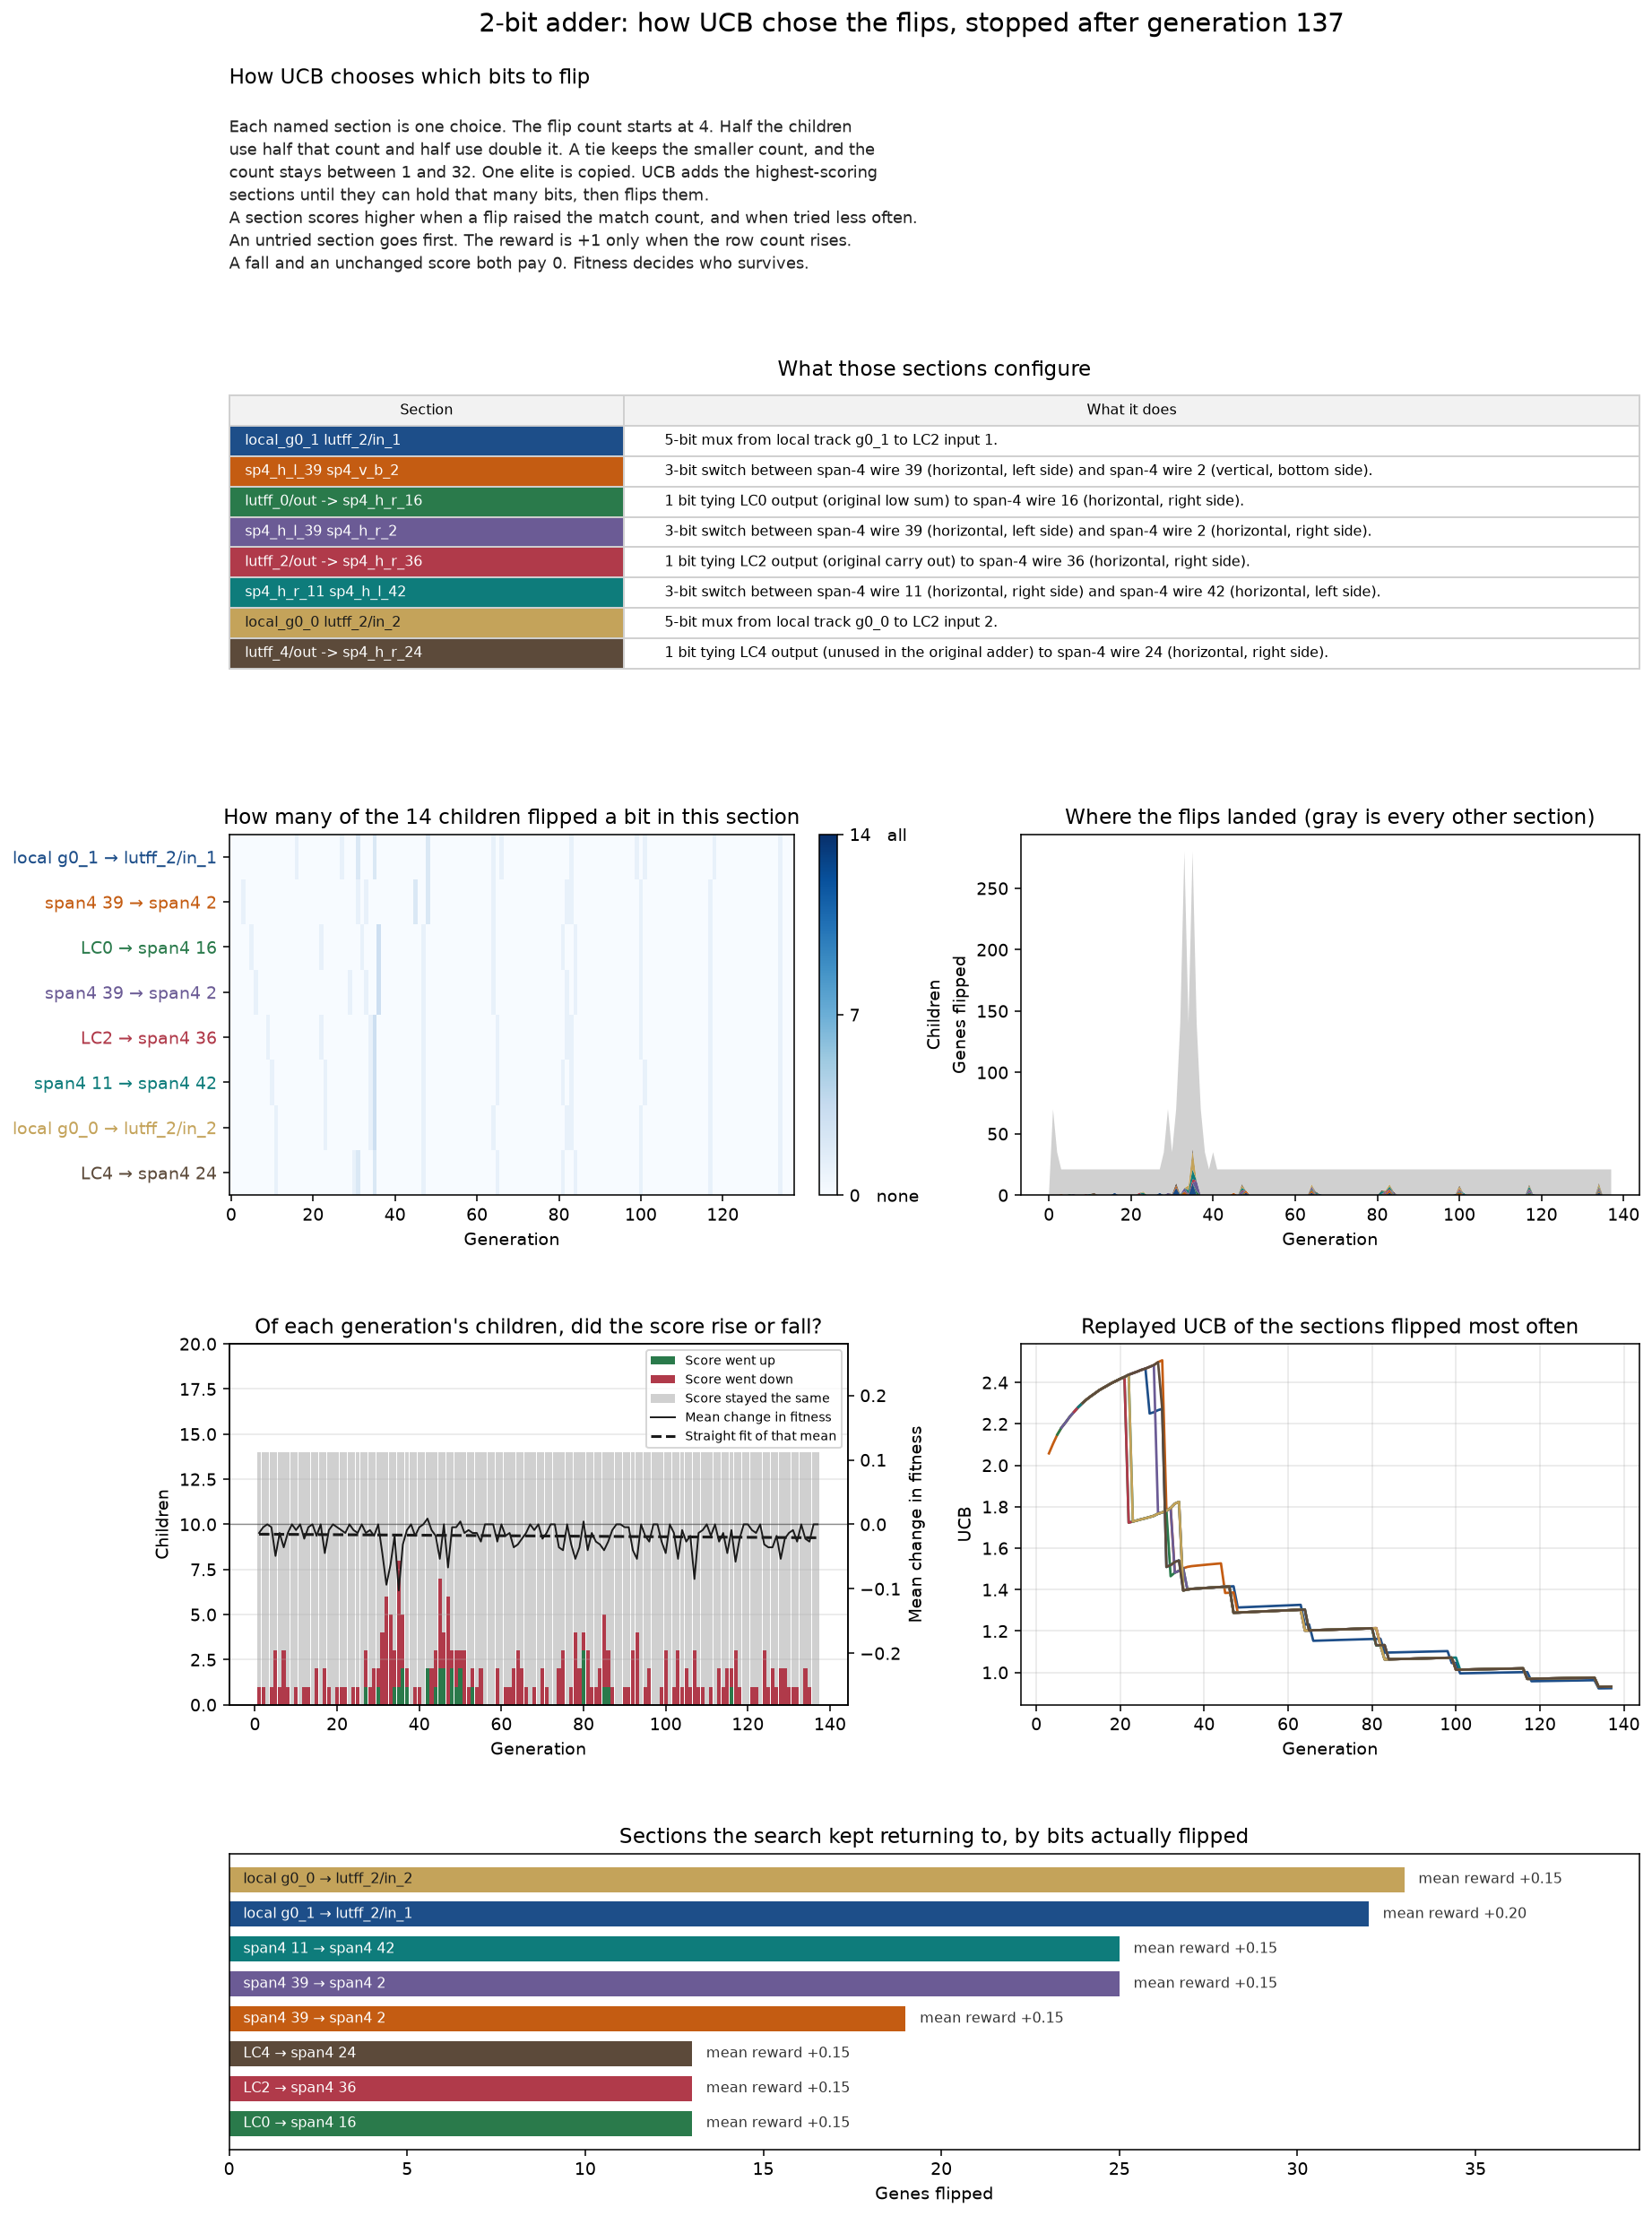 2-bit adder: how UCB chose the flips, stopped after generation 137
How UCB chooses which bits to flip
Each named section is one choice. The flip count starts at 4. Half the children
use half that count and half use double it. A tie keeps the smaller count, and the
count stays between 1 and 32. One elite is copied. UCB adds the highest-scoring
sections until they can hold that many bits, then flips them.
A section scores higher when a flip raised the match count, and when tried less often.
An untried section goes first. The reward is +1 only when the row count rises.
A fall and an unchanged score both pay 0. Fitness decides who survives.
What those sections configure
Section What it does
local_g0_1 lutff_2/in_1 5-bit mux from local track g0_1 to LC2 input 1.
sp4_h_l_39 sp4_v_b_2 3-bit switch between span-4 wire 39 (horizontal, left side) and span-4 wire 2 (vertical, bottom side).
lutff_0/out -> sp4_h_r_16 1 bit tying LC0 output (original low sum) to span-4 wire 16 (horizontal, right side).
sp4_h_l_39 sp4_h_r_2 3-bit switch between span-4 wire 39 (horizontal, left side) and span-4 wire 2 (horizontal, right side).
lutff_2/out -> sp4_h_r_36 1 bit tying LC2 output (original carry out) to span-4 wire 36 (horizontal, right side).
sp4_h_r_11 sp4_h_l_42 3-bit switch between span-4 wire 11 (horizontal, right side) and span-4 wire 42 (horizontal, left side).
local_g0_0 lutff_2/in_2 5-bit mux from local track g0_0 to LC2 input 2.
lutff_4/out -> sp4_h_r_24 1 bit tying LC4 output (unused in the original adder) to span-4 wire 24 (horizontal, right side).
How many of the 14 children flipped a bit in this section
local g0_1 → lutff_2/in_1
span4 39 → span4 2
LC0 → span4 16
span4 39 → span4 2
LC2 → span4 36
span4 11 → span4 42
local g0_0 → lutff_2/in_2
LC4 → span4 24
0 20 40 60 80 100 120
Generation
14 all
7
0 none
Children
Where the flips landed (gray is every other section)
Genes flipped
250
200
150
100
50
0
0 20 40 60 80 100 120 140
Generation
Of each generation's children, did the score rise or fall?
Children
20.0
17.5
15.0
12.5
10.0
7.5
5.0
2.5
0.0
Score went up
Score went down
Score stayed the same
Mean change in fitness
Straight fit of that mean
0.2
0.1
0.0
−0.1
−0.2
Mean change in fitness
0 20 40 60 80 100 120 140
Generation
Replayed UCB of the sections flipped most often
UCB
2.4
2.2
2.0
1.8
1.6
1.4
1.2
1.0
0 20 40 60 80 100 120 140
Generation
Sections the search kept returning to, by bits actually flipped
local g0_0 → lutff_2/in_2 mean reward +0.15
local g0_1 → lutff_2/in_1 mean reward +0.20
span4 11 → span4 42 mean reward +0.15
span4 39 → span4 2 mean reward +0.15
span4 39 → span4 2 mean reward +0.15
LC4 → span4 24 mean reward +0.15
LC2 → span4 36 mean reward +0.15
LC0 → span4 16 mean reward +0.15
0 5 10 15 20 25 30 35
Genes flipped